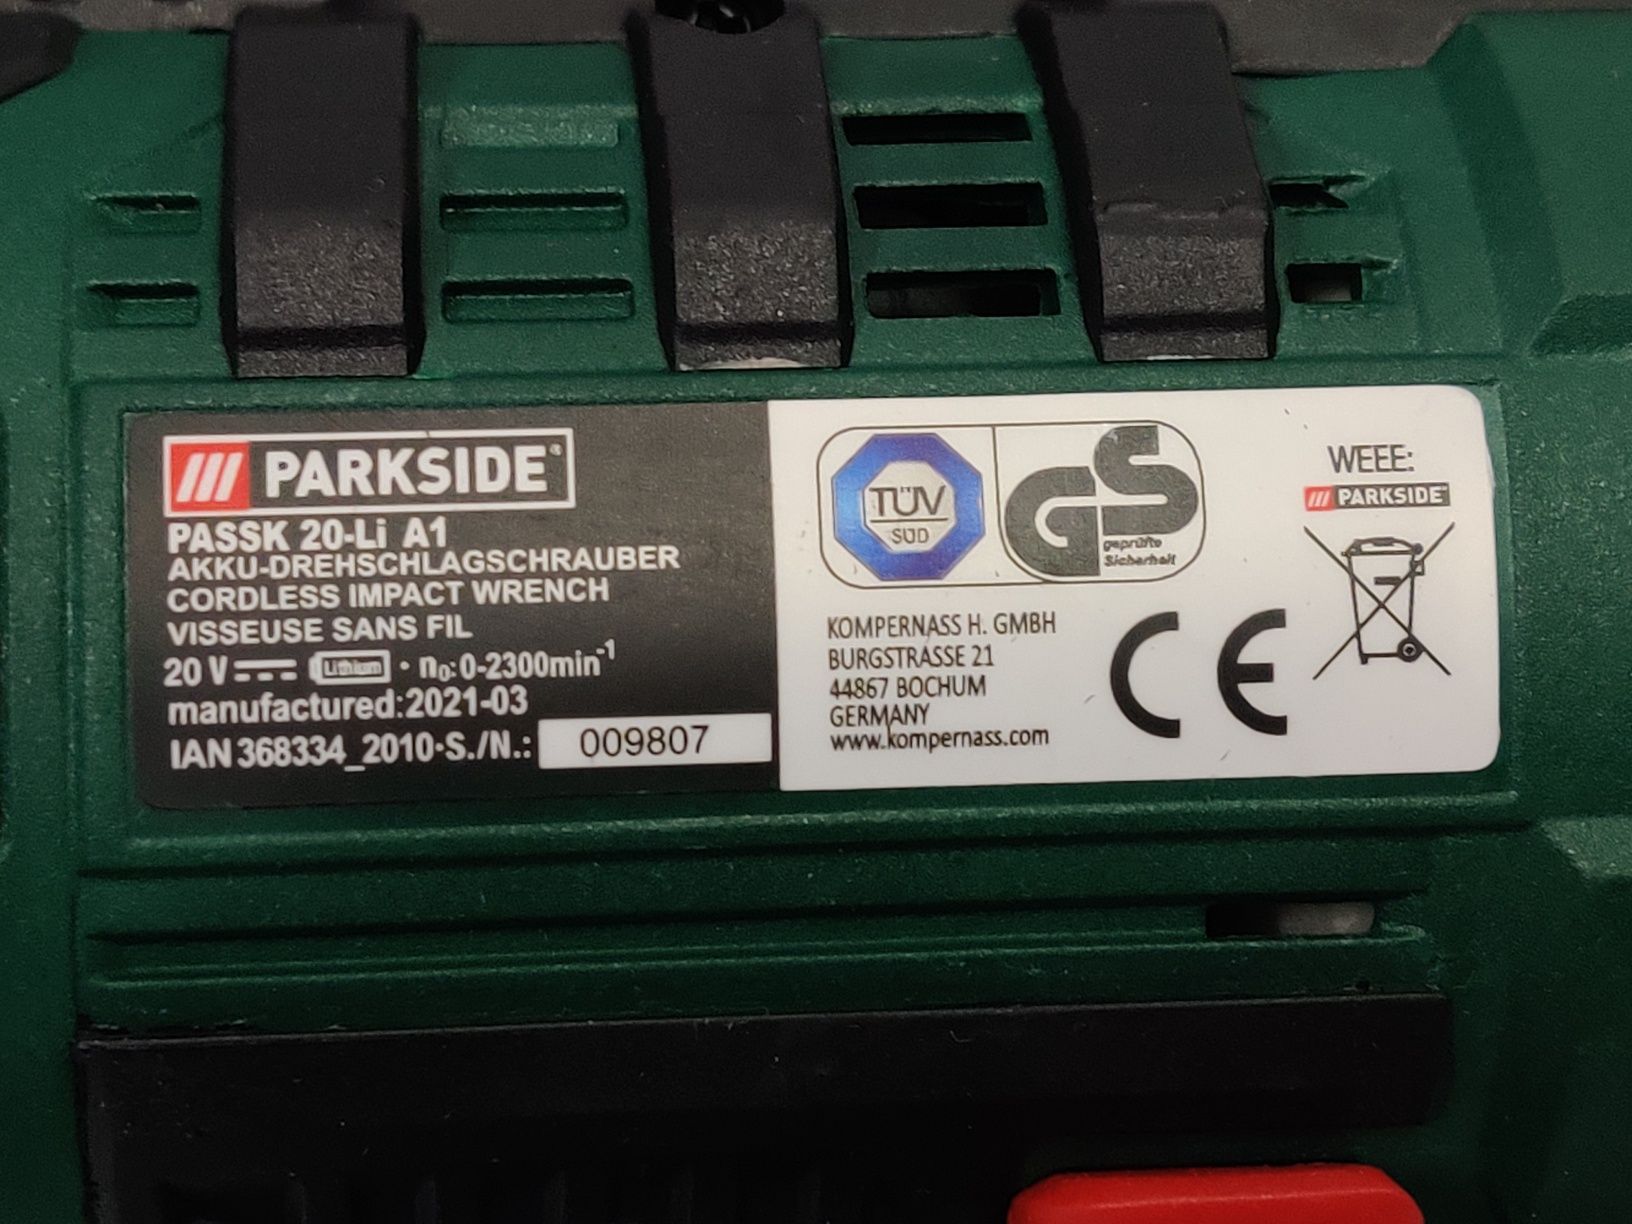 PARKSIDE®
PASSK 20-Li A1
AKKU-DREHSCHLAGSCHRAUBER
CORDLESS IMPACT WRENCH
VISSEUSE SANS FIL
20 V Lithium · n₀: 0-2300min⁻¹
manufactured:2021-03
IAN 368334_2010·S./N.: 009807
TÜV
SÜD
GS
geprüfte
Sicherheit
KOMPERNASS H. GMBH
BURGSTRASSE 21
44867 BOCHUM
GERMANY
www.kompernass.com
CE
WEEE:
PARKSIDE®